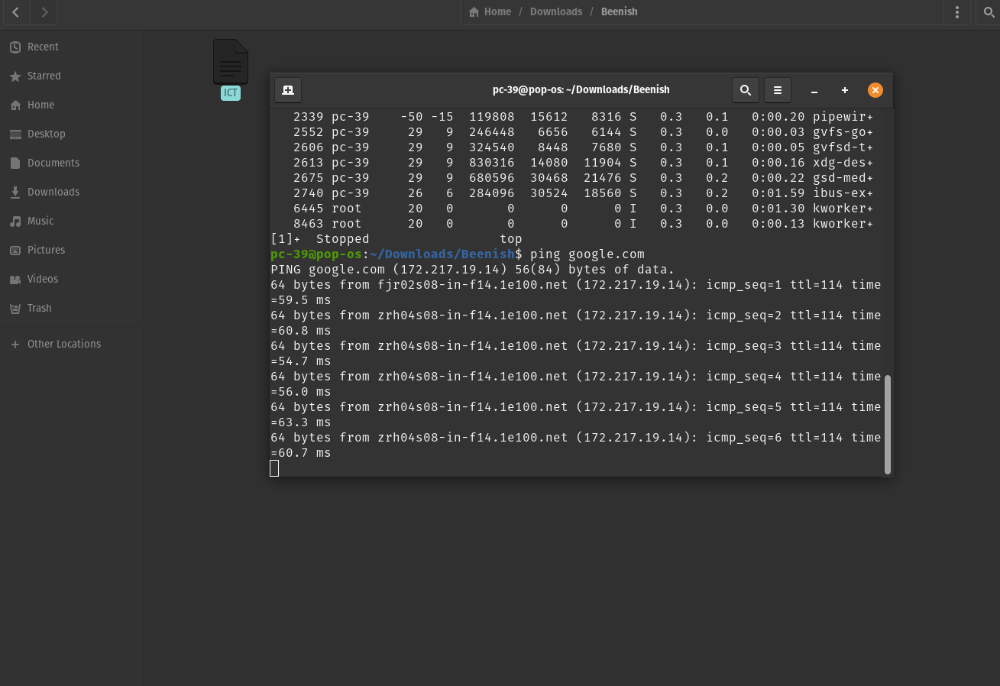 Home / Downloads / Beenish
Recent
Starred
Home
Desktop
Documents
Downloads
Music
Pictures
Videos
Trash
Other Locations
ICT
pc-39@pop-os: ~/Downloads/Beenish
2339 pc-39 -50 -15 119808 15612 8316 S 0.3 0.1 0:00.20 pipewir+
2552 pc-39 29 9 246448 6656 6144 S 0.3 0.0 0:00.03 gvfs-go+
2606 pc-39 29 9 324540 8448 7680 S 0.3 0.1 0:00.05 gvfsd-t+
2613 pc-39 29 9 830316 14080 11904 S 0.3 0.1 0:00.16 xdg-des+
2675 pc-39 29 9 680596 30468 21476 S 0.3 0.2 0:00.22 gsd-med+
2740 pc-39 26 6 284096 30524 18560 S 0.3 0.2 0:01.59 ibus-ex+
6445 root 20 0 0 0 0 I 0.3 0.0 0:01.30 kworker+
8463 root 20 0 0 0 0 I 0.3 0.0 0:00.13 kworker+
[1]+ Stopped top
pc-39@pop-os:~/Downloads/Beenish$ ping google.com
PING google.com (172.217.19.14) 56(84) bytes of data.
64 bytes from fjr02s08-in-f14.1e100.net (172.217.19.14): icmp_seq=1 ttl=114 time
=59.5 ms
64 bytes from zrh04s08-in-f14.1e100.net (172.217.19.14): icmp_seq=2 ttl=114 time
=60.8 ms
64 bytes from zrh04s08-in-f14.1e100.net (172.217.19.14): icmp_seq=3 ttl=114 time
=54.7 ms
64 bytes from zrh04s08-in-f14.1e100.net (172.217.19.14): icmp_seq=4 ttl=114 time
=56.0 ms
64 bytes from zrh04s08-in-f14.1e100.net (172.217.19.14): icmp_seq=5 ttl=114 time
=63.3 ms
64 bytes from zrh04s08-in-f14.1e100.net (172.217.19.14): icmp_seq=6 ttl=114 time
=60.7 ms